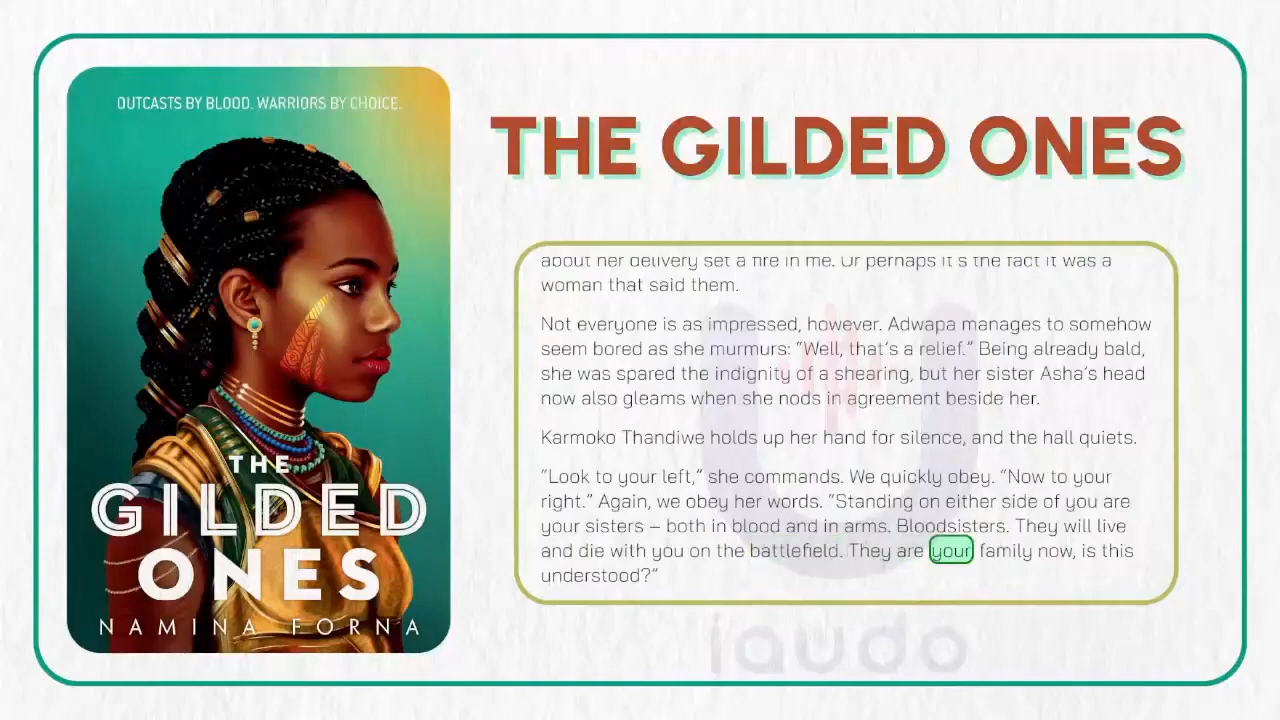 OUTCASTS BY BLOOD. WARRIORS BY CHOICE.
THE
GILDED
ONES
NAMINA FORNA
THE GILDED ONES
about her delivery set a fire in me. Or perhaps it's the fact it was a
woman that said them.
Not everyone is as impressed, however. Adwapa manages to somehow
seem bored as she murmurs: “Well, that’s a relief.” Being already bald,
she was spared the indignity of a shearing, but her sister Asha’s head
now also gleams when she nods in agreement beside her.
Karmoko Thandiwe holds up her hand for silence, and the hall quiets.
“Look to your left,” she commands. We quickly obey. “Now to your
right.” Again, we obey her words. “Standing on either side of you are
your sisters – both in blood and in arms. Bloodsisters. They will live
and die with you on the battlefield. They are your family now, is this
understood?”
iaudo